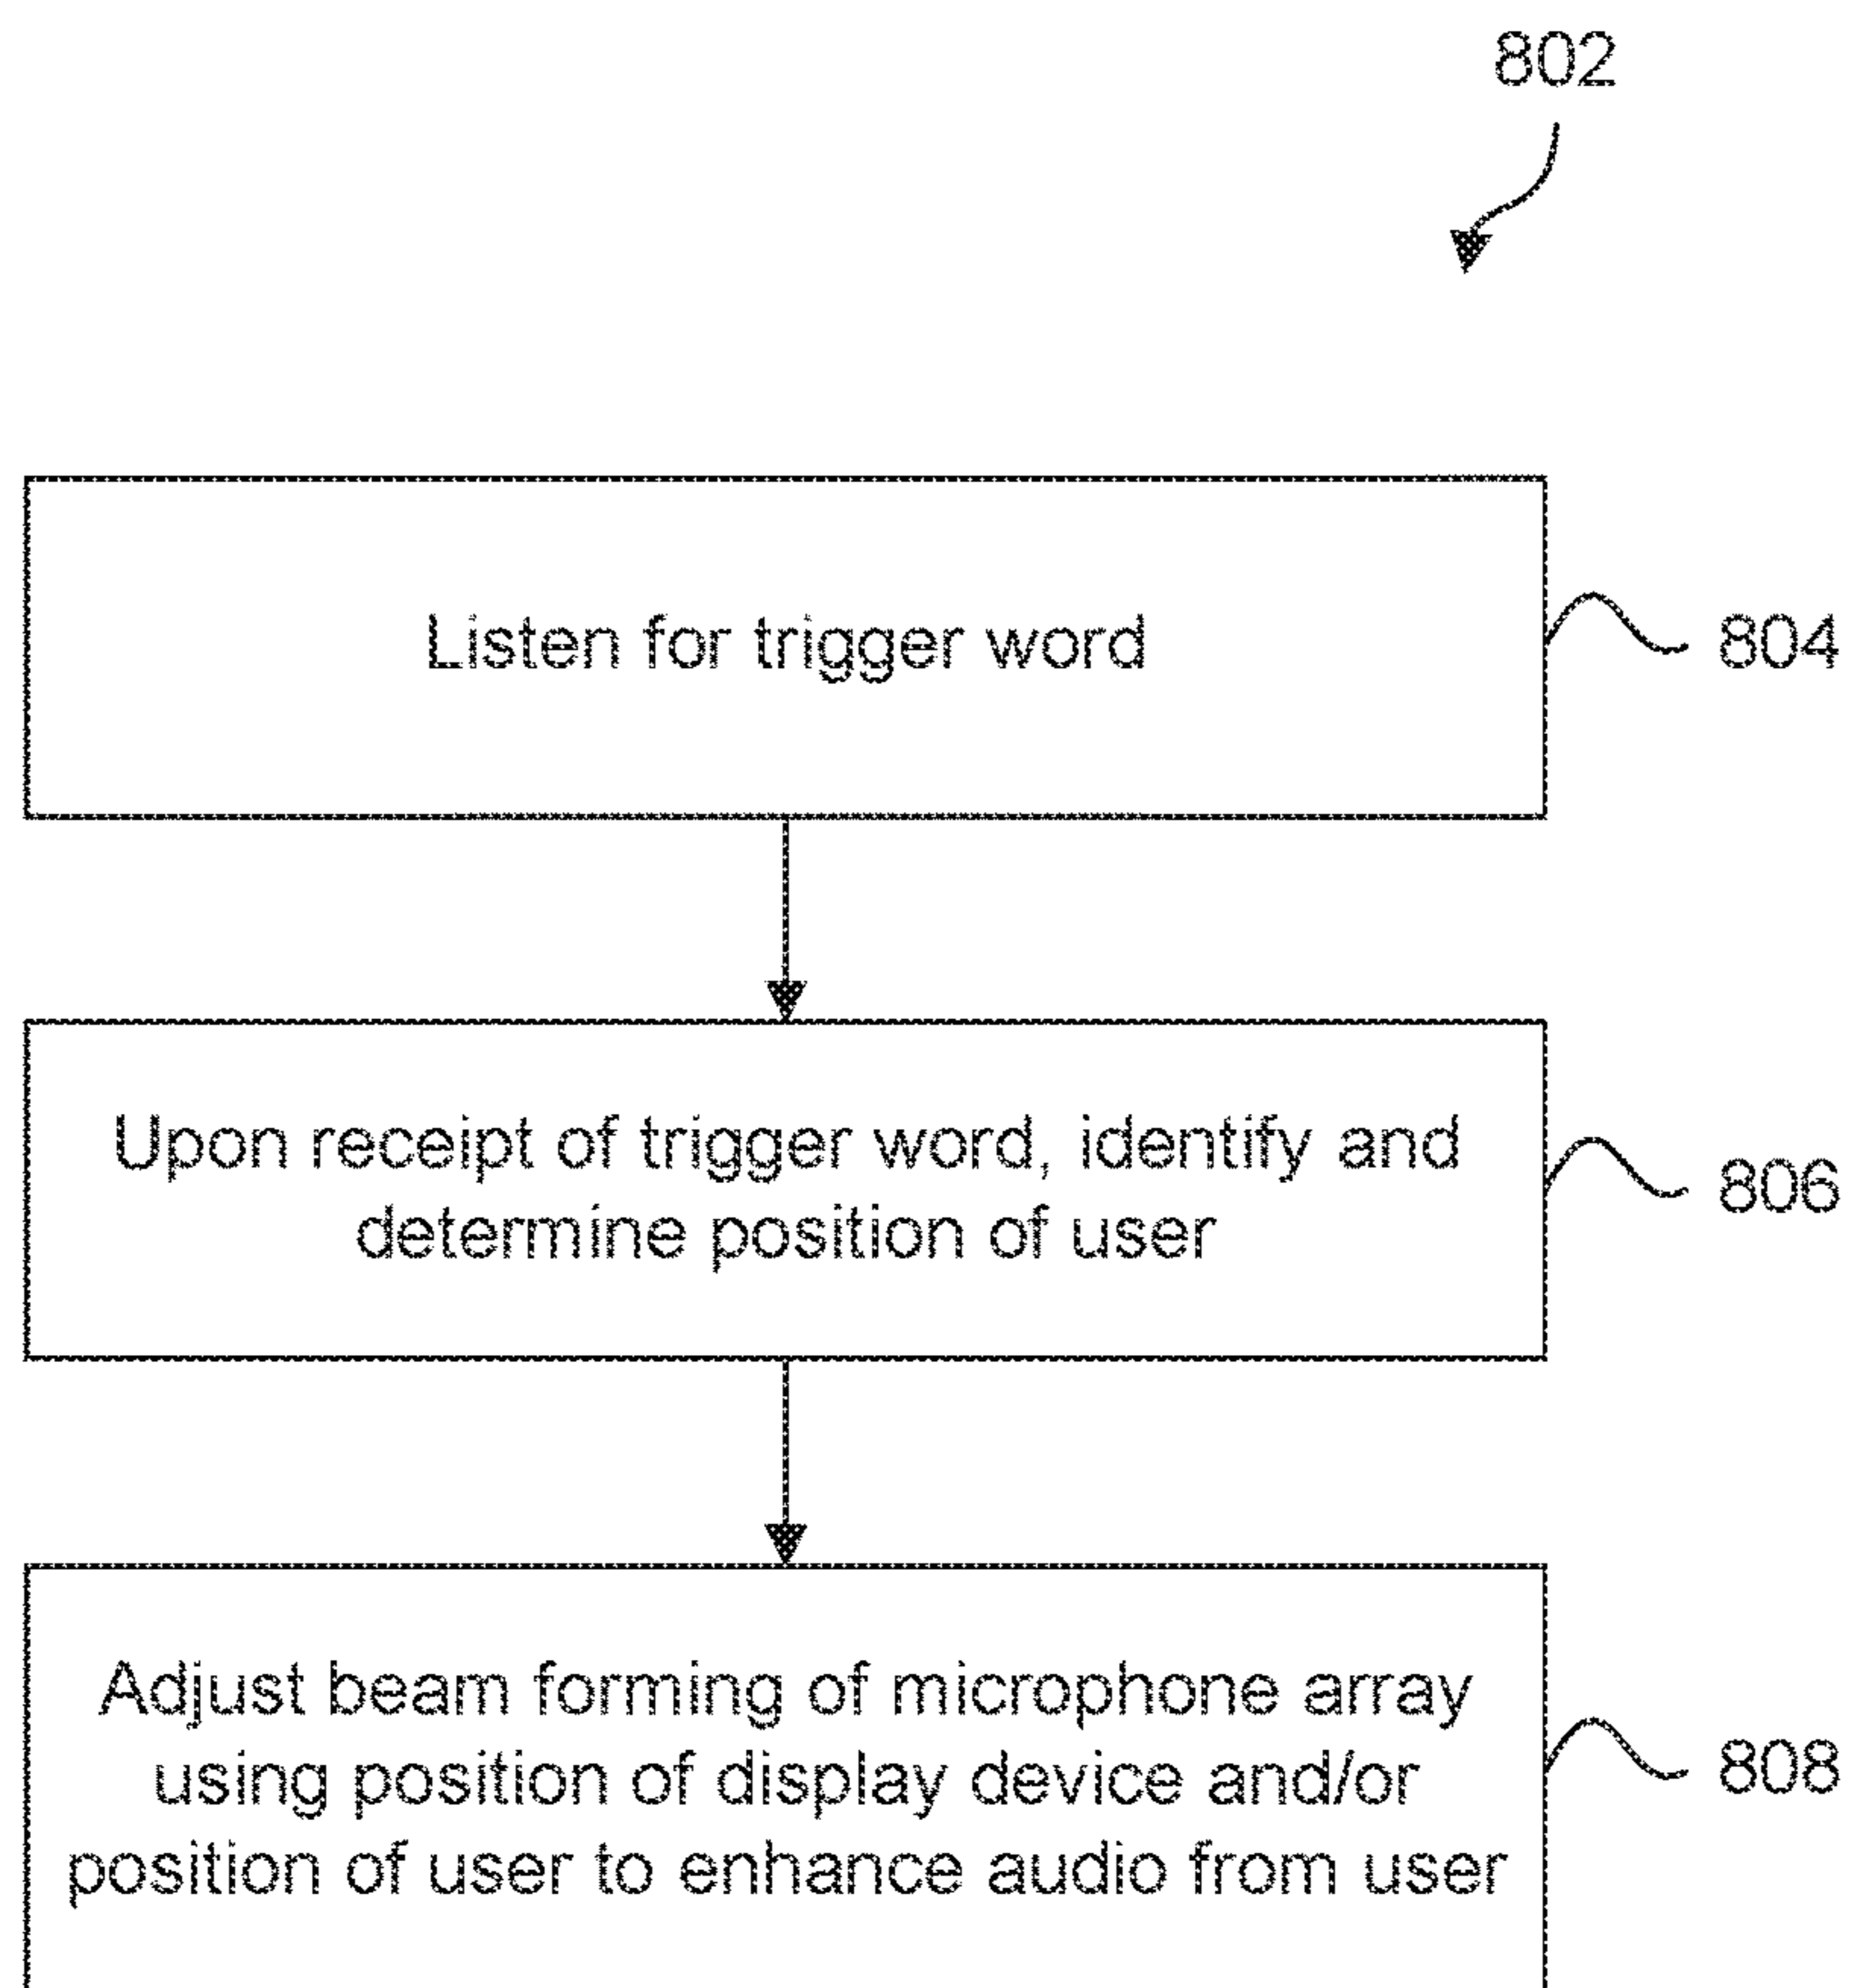 802
Listen for trigger word
804
Upon receipt of trigger word, identify and
determine position of user
806
Adjust beam forming of microphone array
using position of display device and/or
position of user to enhance audio from user
808